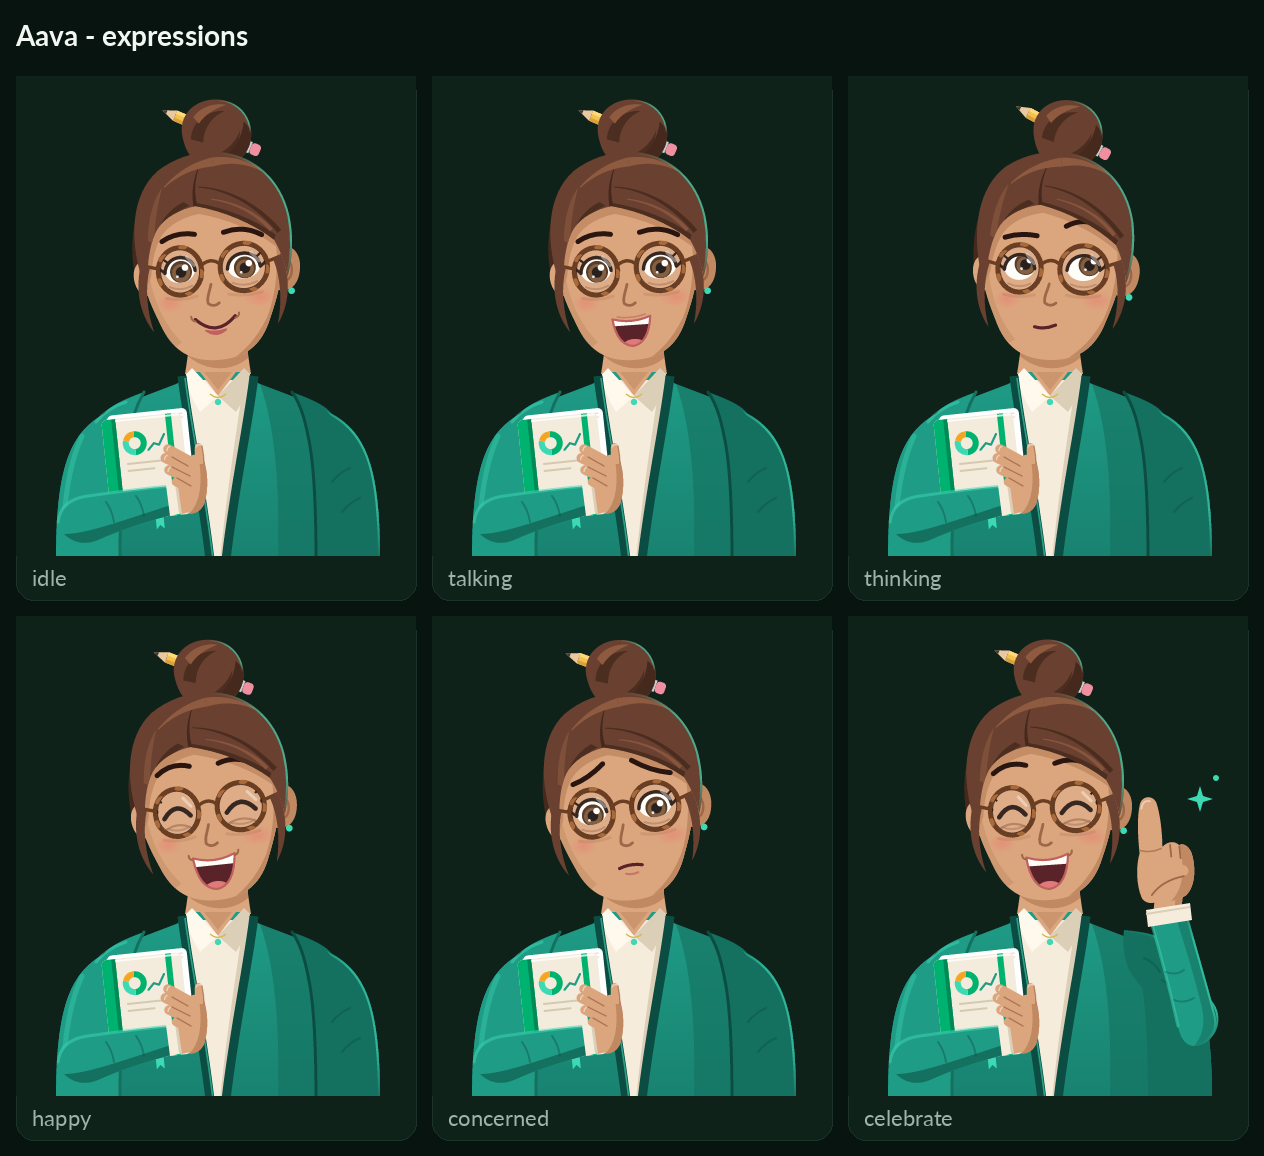 Aava - expressions
idle
talking
thinking
happy
concerned
celebrate